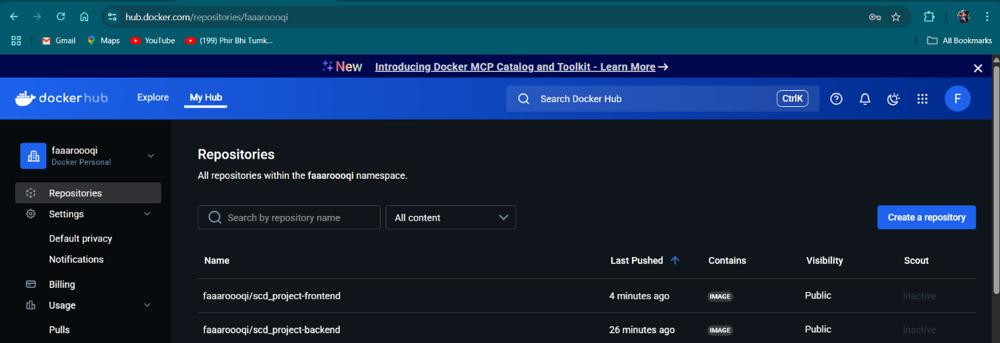 hub.docker.com/repositories/faaaroooqi
Gmail Maps YouTube (199) Phir Bhi Tumk... All Bookmarks
New Introducing Docker MCP Catalog and Toolkit - Learn More →
docker hub Explore My Hub Search Docker Hub CtrlK F
faaaroooqi
Docker Personal
Repositories
Settings
Default privacy
Notifications
Billing
Usage
Pulls
Repositories
All repositories within the faaaroooqi namespace.
Search by repository name All content Create a repository
Name Last Pushed Contains Visibility Scout
faaaroooqi/scd_project-frontend 4 minutes ago IMAGE Public Inactive
faaaroooqi/scd_project-backend 26 minutes ago IMAGE Public Inactive